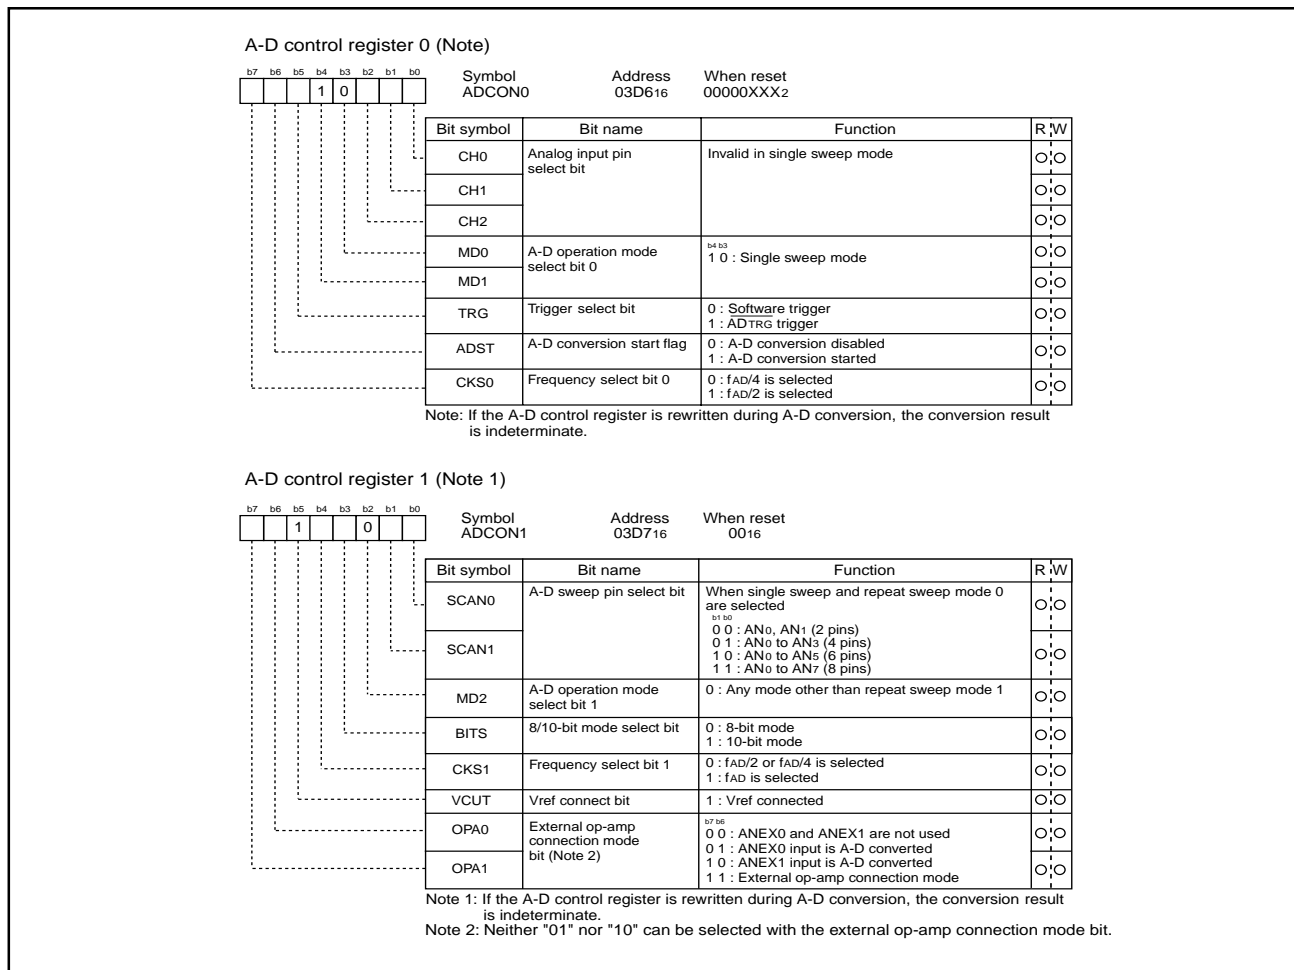 A-D control register 0 (Note)
b7 b6 b5 b4 b3 b2 b1 b0
1 0
Symbol Address When reset
ADCON0 03D616 00000XXX2
Bit symbol Bit name Function R W
CH0 Analog input pin select bit Invalid in single sweep mode
CH1
CH2
MD0 A-D operation mode select bit 0 b4 b3
1 0 : Single sweep mode
MD1
TRG Trigger select bit 0 : Software trigger
1 : ADTRG trigger
ADST A-D conversion start flag 0 : A-D conversion disabled
1 : A-D conversion started
CKS0 Frequency select bit 0 0 : fAD/4 is selected
1 : fAD/2 is selected
Note: If the A-D control register is rewritten during A-D conversion, the conversion result
is indeterminate.
A-D control register 1 (Note 1)
b7 b6 b5 b4 b3 b2 b1 b0
1 0
Symbol Address When reset
ADCON1 03D716 0016
Bit symbol Bit name Function R W
SCAN0 A-D sweep pin select bit When single sweep and repeat sweep mode 0
are selected
b1 b0
0 0 : AN0, AN1 (2 pins)
0 1 : AN0 to AN3 (4 pins)
SCAN1 1 0 : AN0 to AN5 (6 pins)
1 1 : AN0 to AN7 (8 pins)
MD2 A-D operation mode select bit 1 0 : Any mode other than repeat sweep mode 1
BITS 8/10-bit mode select bit 0 : 8-bit mode
1 : 10-bit mode
CKS1 Frequency select bit 1 0 : fAD/2 or fAD/4 is selected
1 : fAD is selected
VCUT Vref connect bit 1 : Vref connected
OPA0 External op-amp connection mode bit (Note 2) b7 b6
0 0 : ANEX0 and ANEX1 are not used
0 1 : ANEX0 input is A-D converted
OPA1 1 0 : ANEX1 input is A-D converted
1 1 : External op-amp connection mode
Note 1: If the A-D control register is rewritten during A-D conversion, the conversion result
is indeterminate.
Note 2: Neither "01" nor "10" can be selected with the external op-amp connection mode bit.